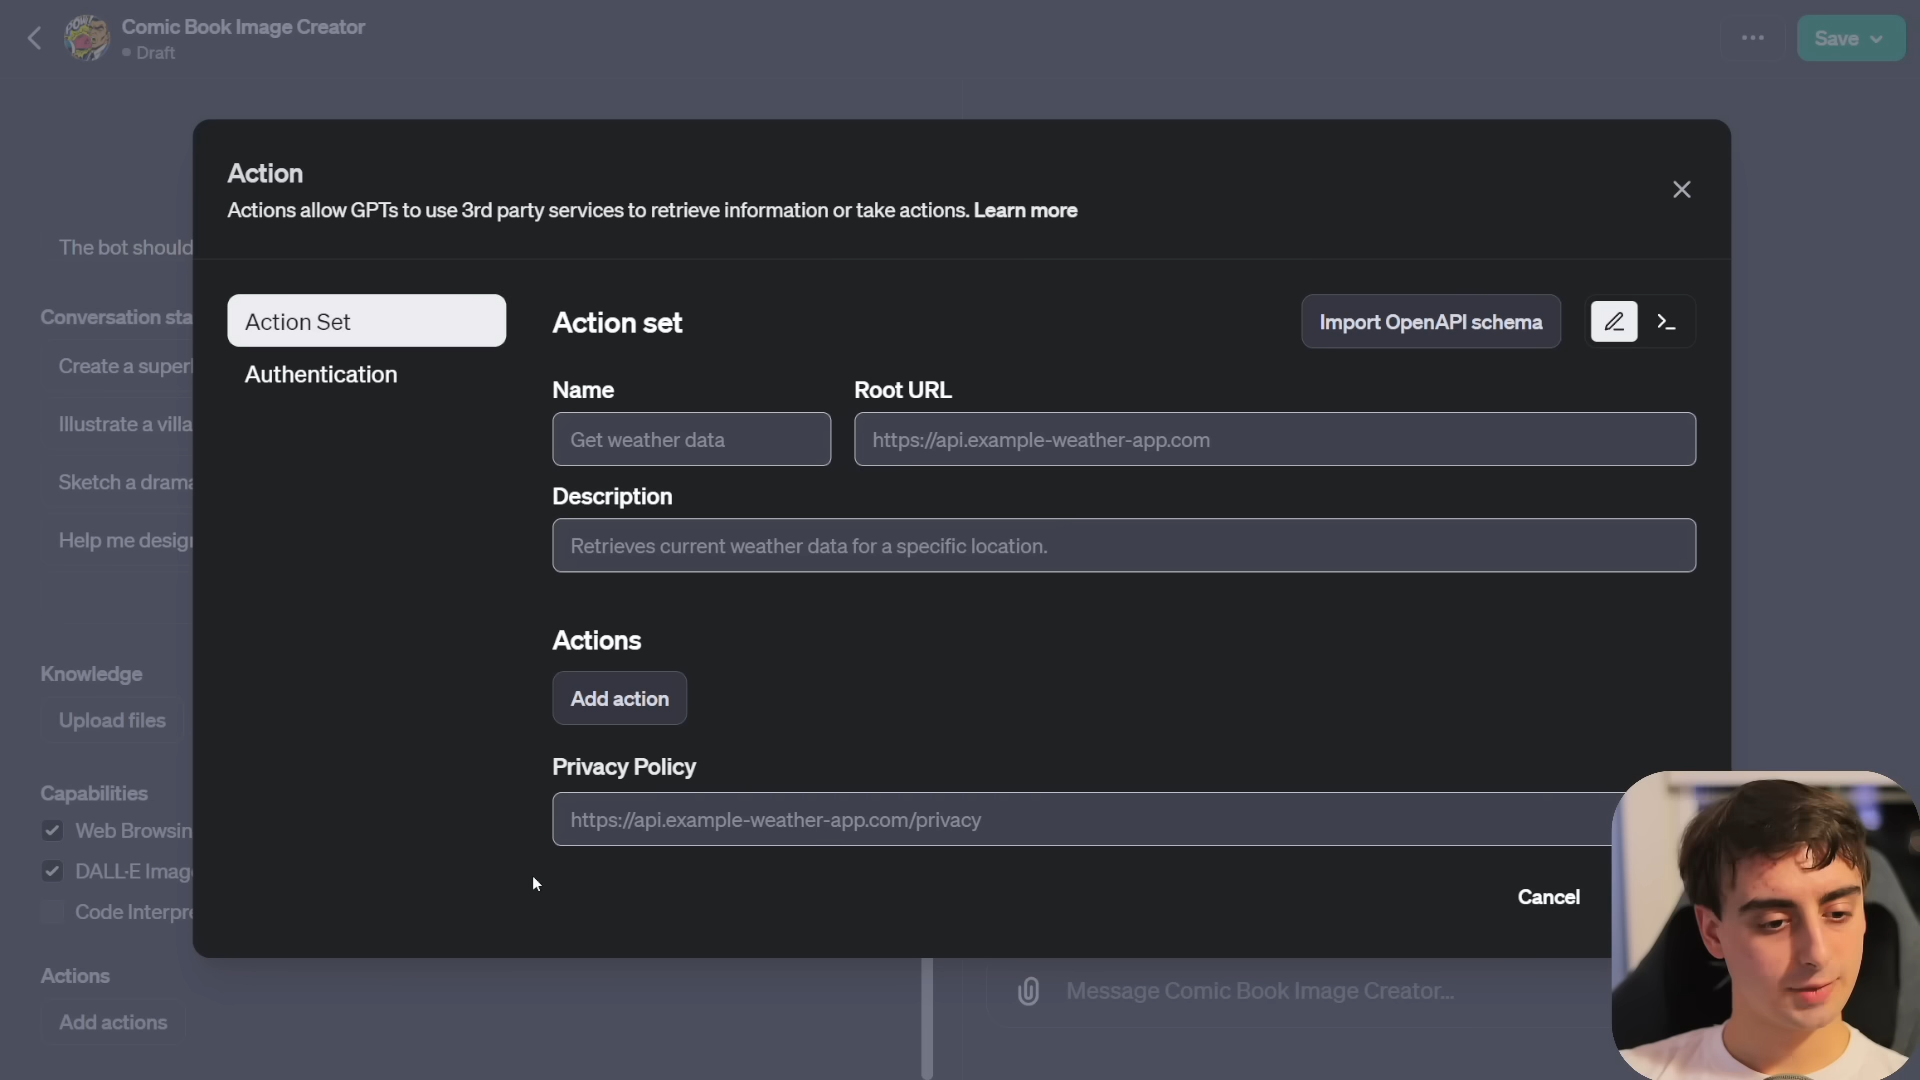 Comic Book Image Creator
Draft
Save
Action
Actions allow GPTs to use 3rd party services to retrieve information or take actions. Learn more
The bot should
Conversation sta
Create a superl
Illustrate a villa
Sketch a drama
Help me design
Knowledge
Upload files
Capabilities
Web Browsin
DALL·E Imag
Code Interpre
Actions
Add actions
Action Set
Authentication
Action set
Import OpenAPI schema
Name
Root URL
Get weather data
https://api.example-weather-app.com
Description
Retrieves current weather data for a specific location.
Actions
Add action
Privacy Policy
https://api.example-weather-app.com/privacy
Cancel
Message Comic Book Image Creator...